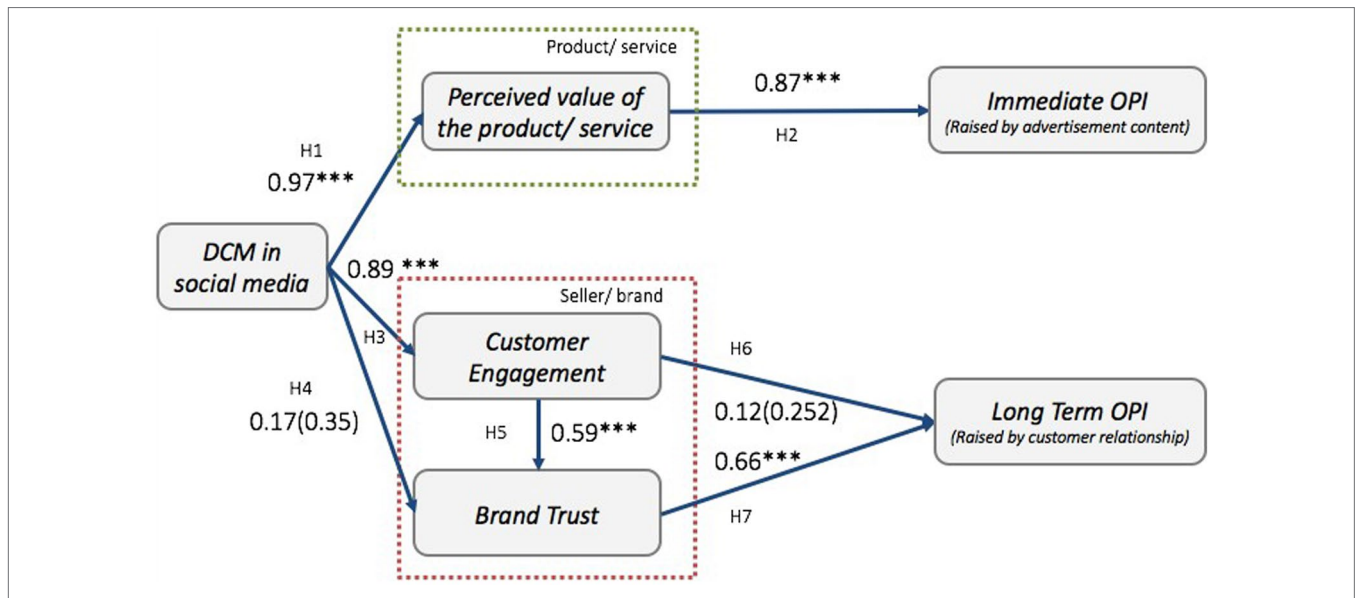 Product/ service
Perceived value of
the product/ service
0.87***
H2
Immediate OPI
(Raised by advertisement content)
H1
0.97***
DCM in
social media
0.89 ***
H3
Seller/ brand
Customer
Engagement
H6
0.12(0.252)
H4
0.17(0.35)
H5
0.59***
Long Term OPI
(Raised by customer relationship)
0.66***
H7
Brand Trust